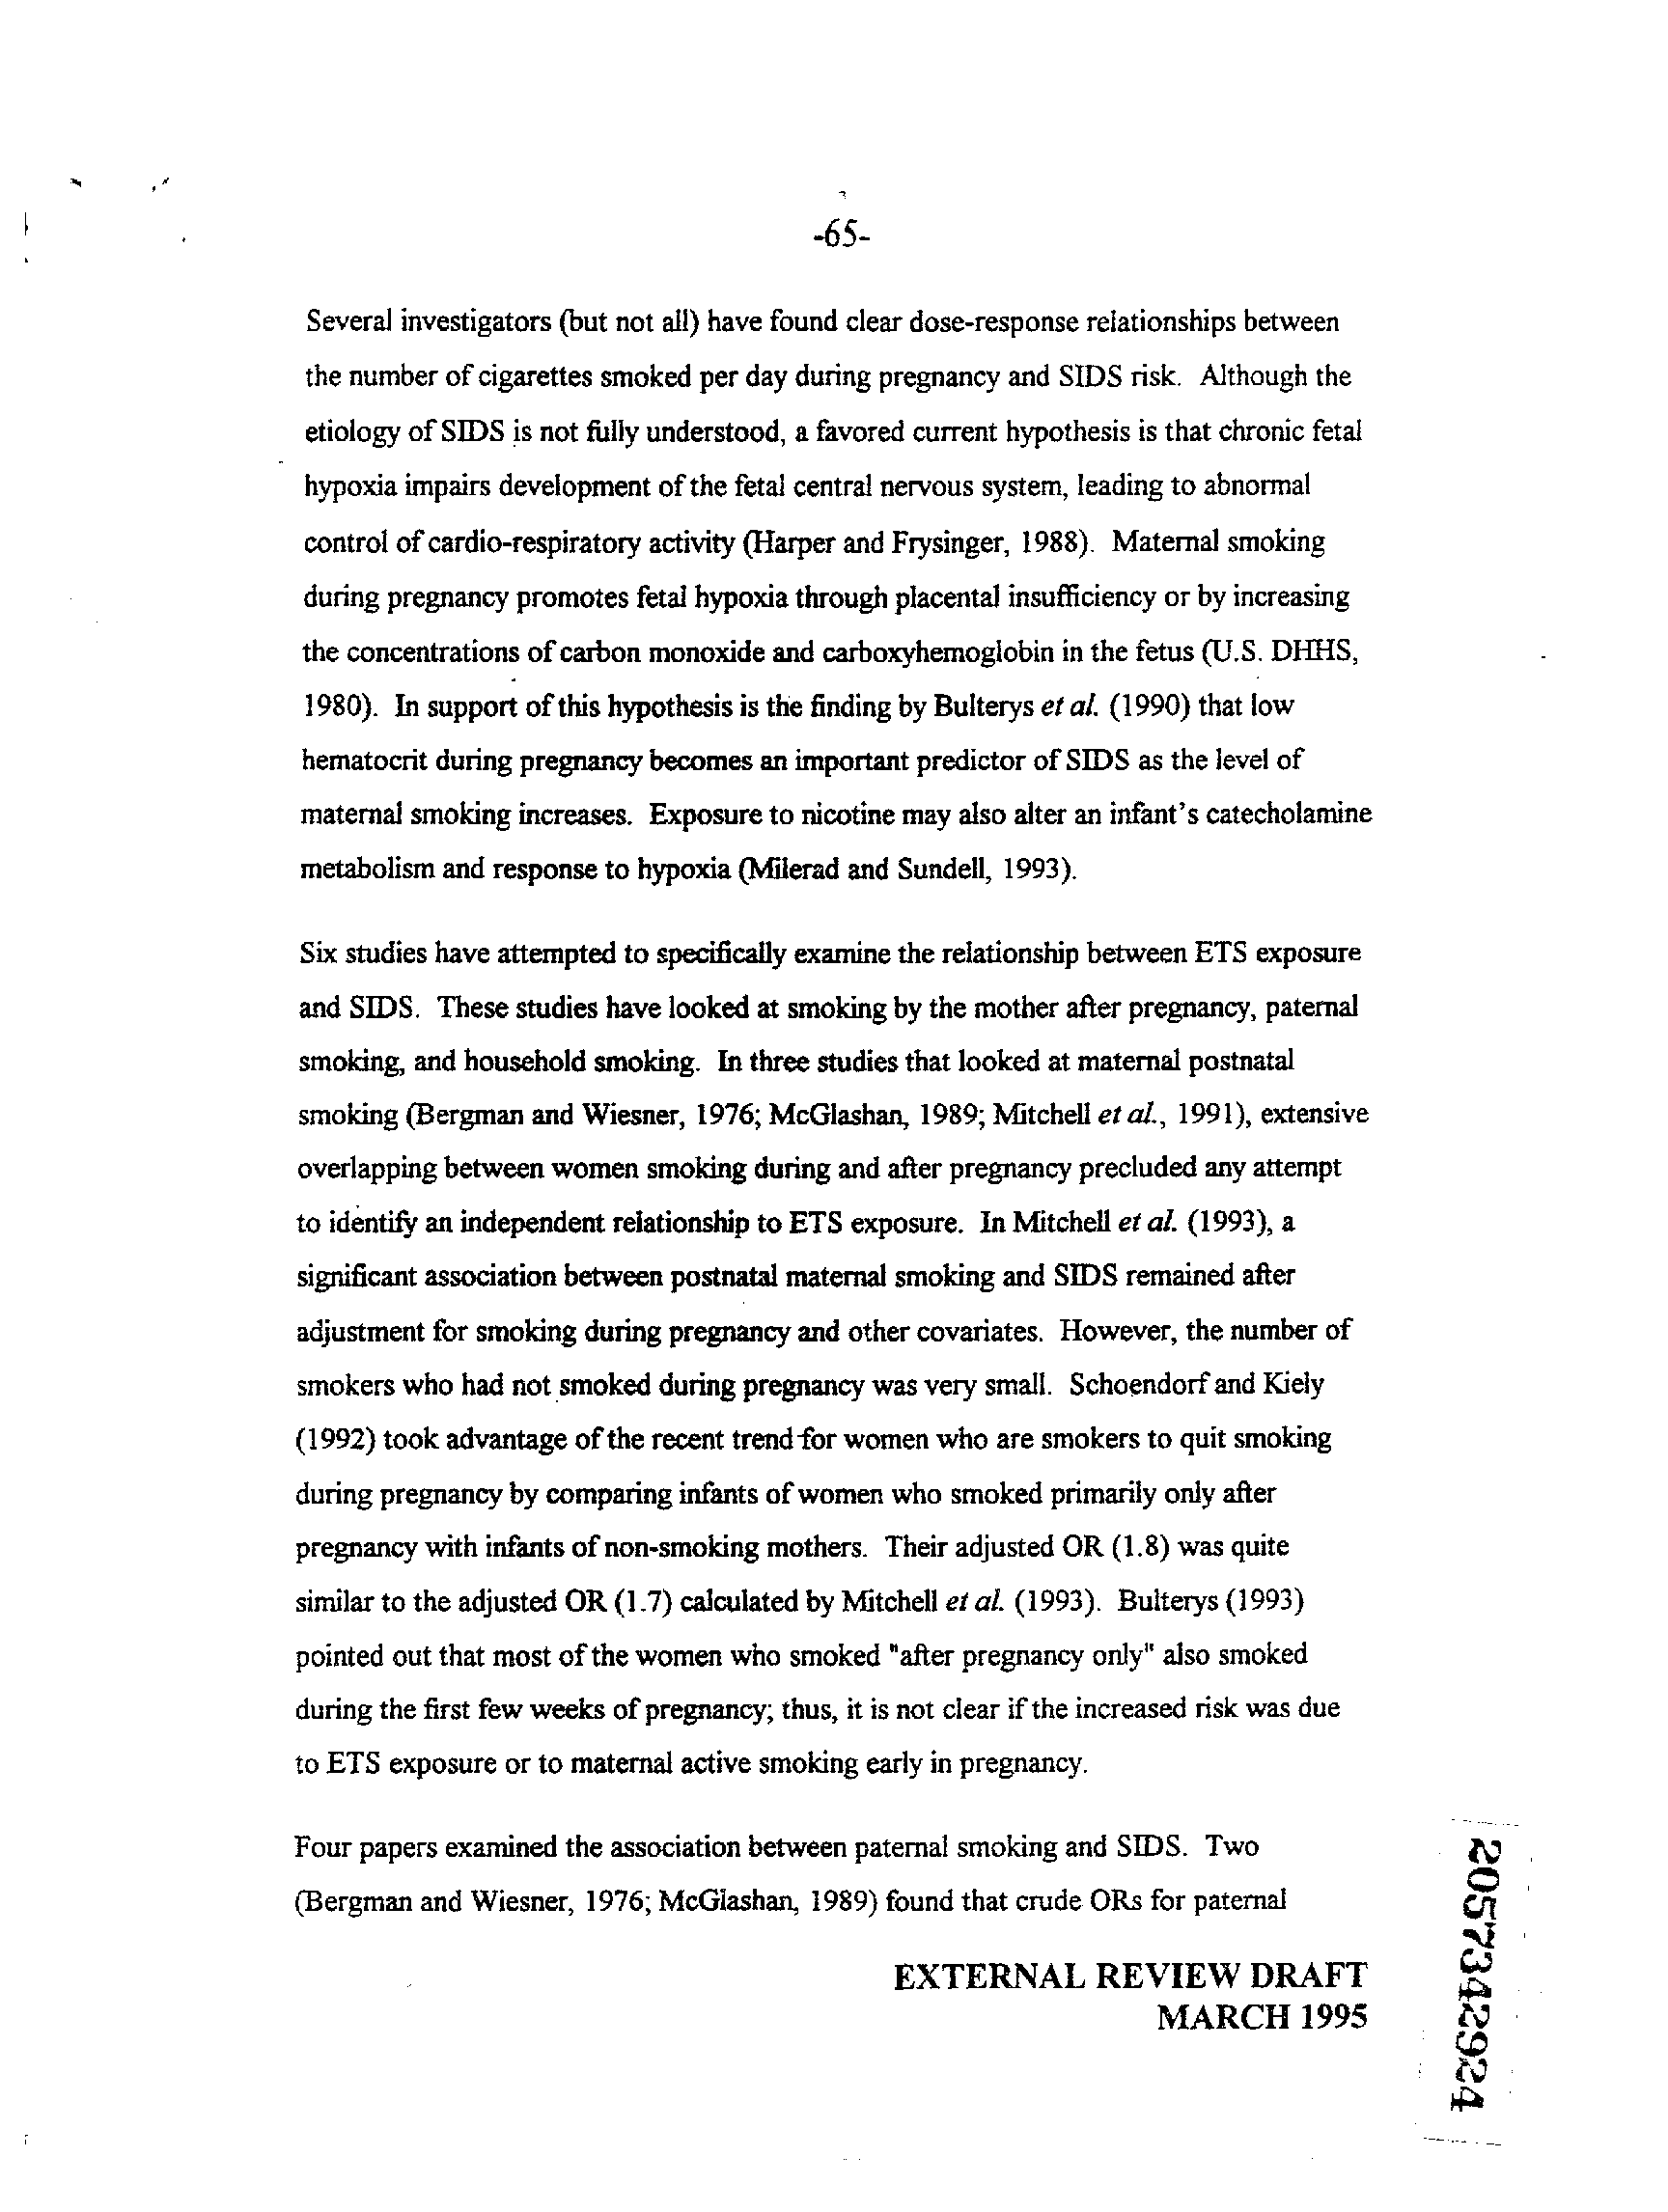 -65-
Several investigators (but not all) have found clear dose-response relationships between
the number of cigarettes smoked per day during pregnancy and SIDS risk. Although the
etiology of SIDS is not fully understood, a favored current hypothesis is that chronic fetal
hypoxia impairs development of the fetal central nervous system, leading to abnormal
control of cardio-respiratory activity (Harper and Frysinger, 1988). Maternal smoking
during pregnancy promotes fetal hypoxia through placental insufficiency or by increasing
the concentrations of carbon monoxide and carboxyhemoglobin in the fetus (U.S. DHHS,
1980). In support of this hypothesis is the finding by Bulterys et al. (1990) that low
hematocrit during pregnancy becomes an important predictor of SIDS as the level of
maternal smoking increases. Exposure to nicotine may also alter an infant's catecholamine
metabolism and response to hypoxia (Milerad and Sundell, 1993).
Six studies have attempted to specifically examine the relationship between ETS exposure
and SIDS. These studies have looked at smoking by the mother after pregnancy, paternal
smoking, and household smoking. In three studies that looked at maternal postnatal
smoking (Bergman and Wiesner, 1976; McGlashan, 1989; Mitchell et al., 1991), extensive
overlapping between women smoking during and after pregnancy precluded any attempt
to identify an independent relationship to ETS exposure. In Mitchell et al. (1993), a
significant association between postnatal maternal smoking and SIDS remained after
adjustment for smoking during pregnancy and other covariates. However, the number of
smokers who had not smoked during pregnancy was very small. Schoendorf and Kiely
(1992) took advantage of the recent trend for women who are smokers to quit smoking
during pregnancy by comparing infants of women who smoked primarily only after
pregnancy with infants of non-smoking mothers. Their adjusted OR (1.8) was quite
similar to the adjusted OR (1.7) calculated by Mitchell et al. (1993). Bulterys (1993)
pointed out that most of the women who smoked "after pregnancy only" also smoked
during the first few weeks of pregnancy; thus, it is not clear if the increased risk was due
to ETS exposure or to maternal active smoking early in pregnancy.
Four papers examined the association between paternal smoking and SIDS. Two
(Bergman and Wiesner, 1976; McGlashan, 1989) found that crude ORs for paternal
EXTERNAL REVIEW DRAFT
MARCH 1995
2057342924